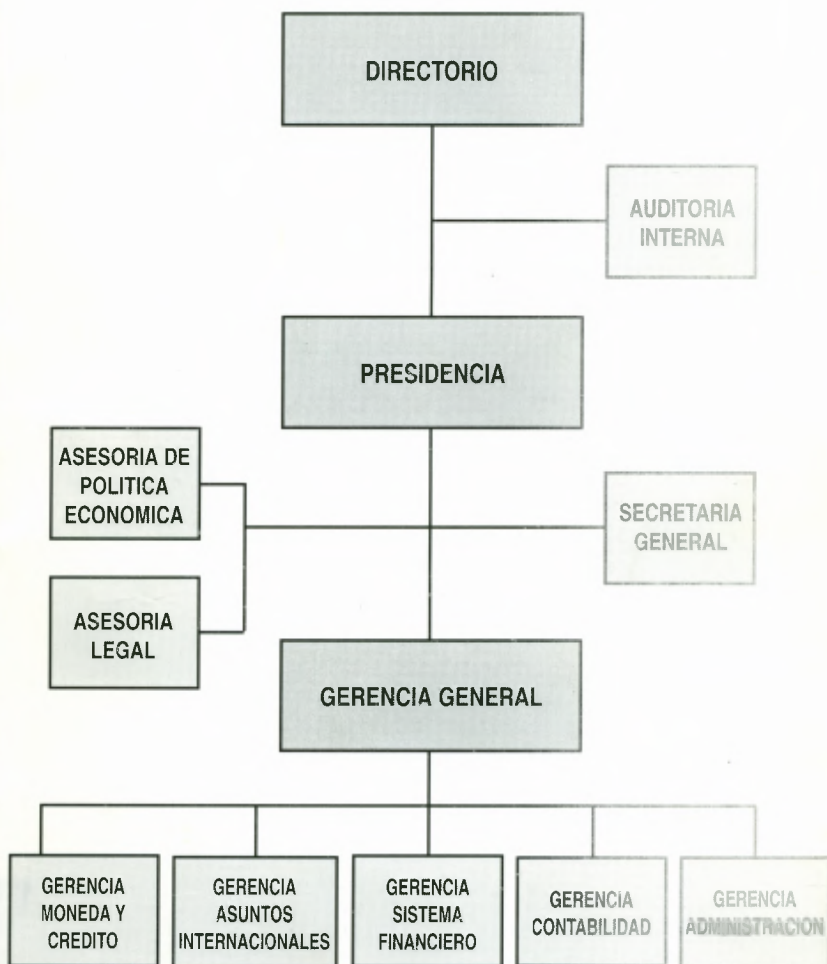 DIRECTORIO
AUDITORIA
INTERNA
PRESIDENCIA
ASESORIA DE
POLITICA
ECONOMICA
SECRETARIA
GENERAL
ASESORIA
LEGAL
GERENCIA GENERAL
GERENCIA
MONEDA Y
CREDITO
GERENCIA
ASUNTOS
INTERNACIONALES
GERENCIA
SISTEMA
FINANCIERO
GERENCIA
CONTABILIDAD
GERENCIA
ADMINISTRACION